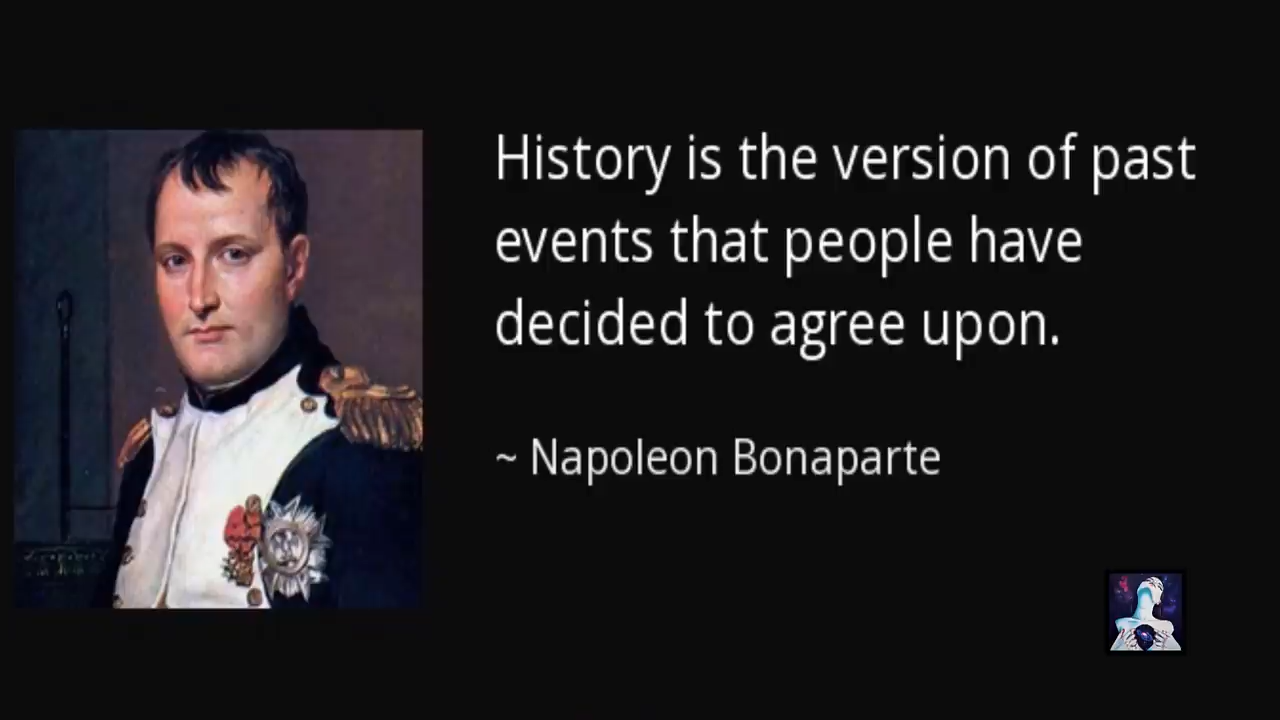 History is the version of past
events that people have
decided to agree upon.
~ Napoleon Bonaparte